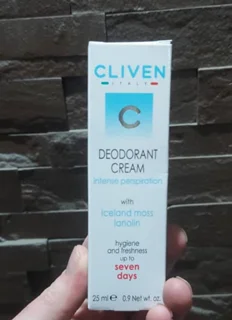 CLIVEN
ITALY
C
DEODORANT
CREAM
intense perspiration
with
Iceland moss
lanolin
hygiene
and freshness
up to
seven
days
25 ml e 0.9 Net wt. oz.